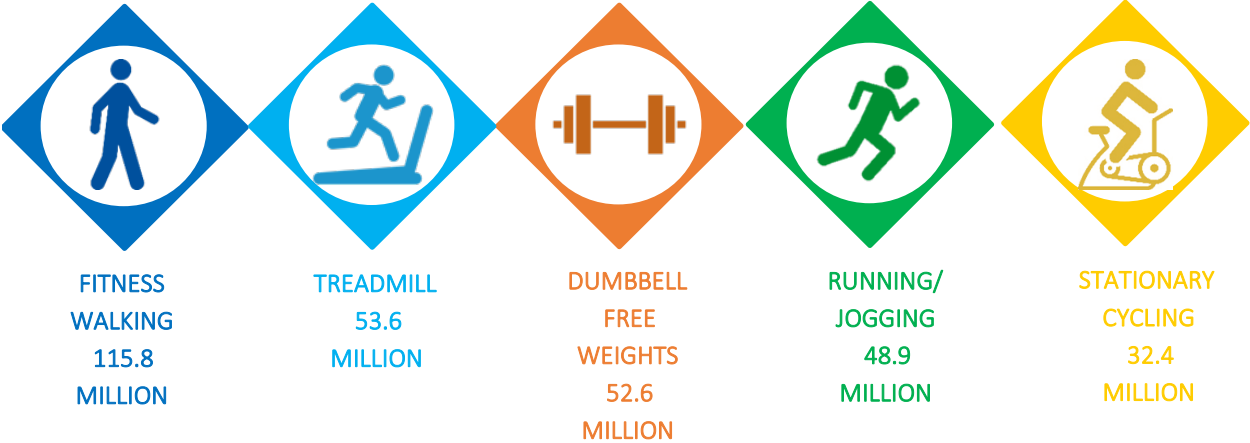 FITNESS
WALKING
115.8
MILLION
TREADMILL
53.6
MILLION
DUMBBELL
FREE
WEIGHTS
52.6
MILLION
RUNNING/
JOGGING
48.9
MILLION
STATIONARY
CYCLING
32.4
MILLION